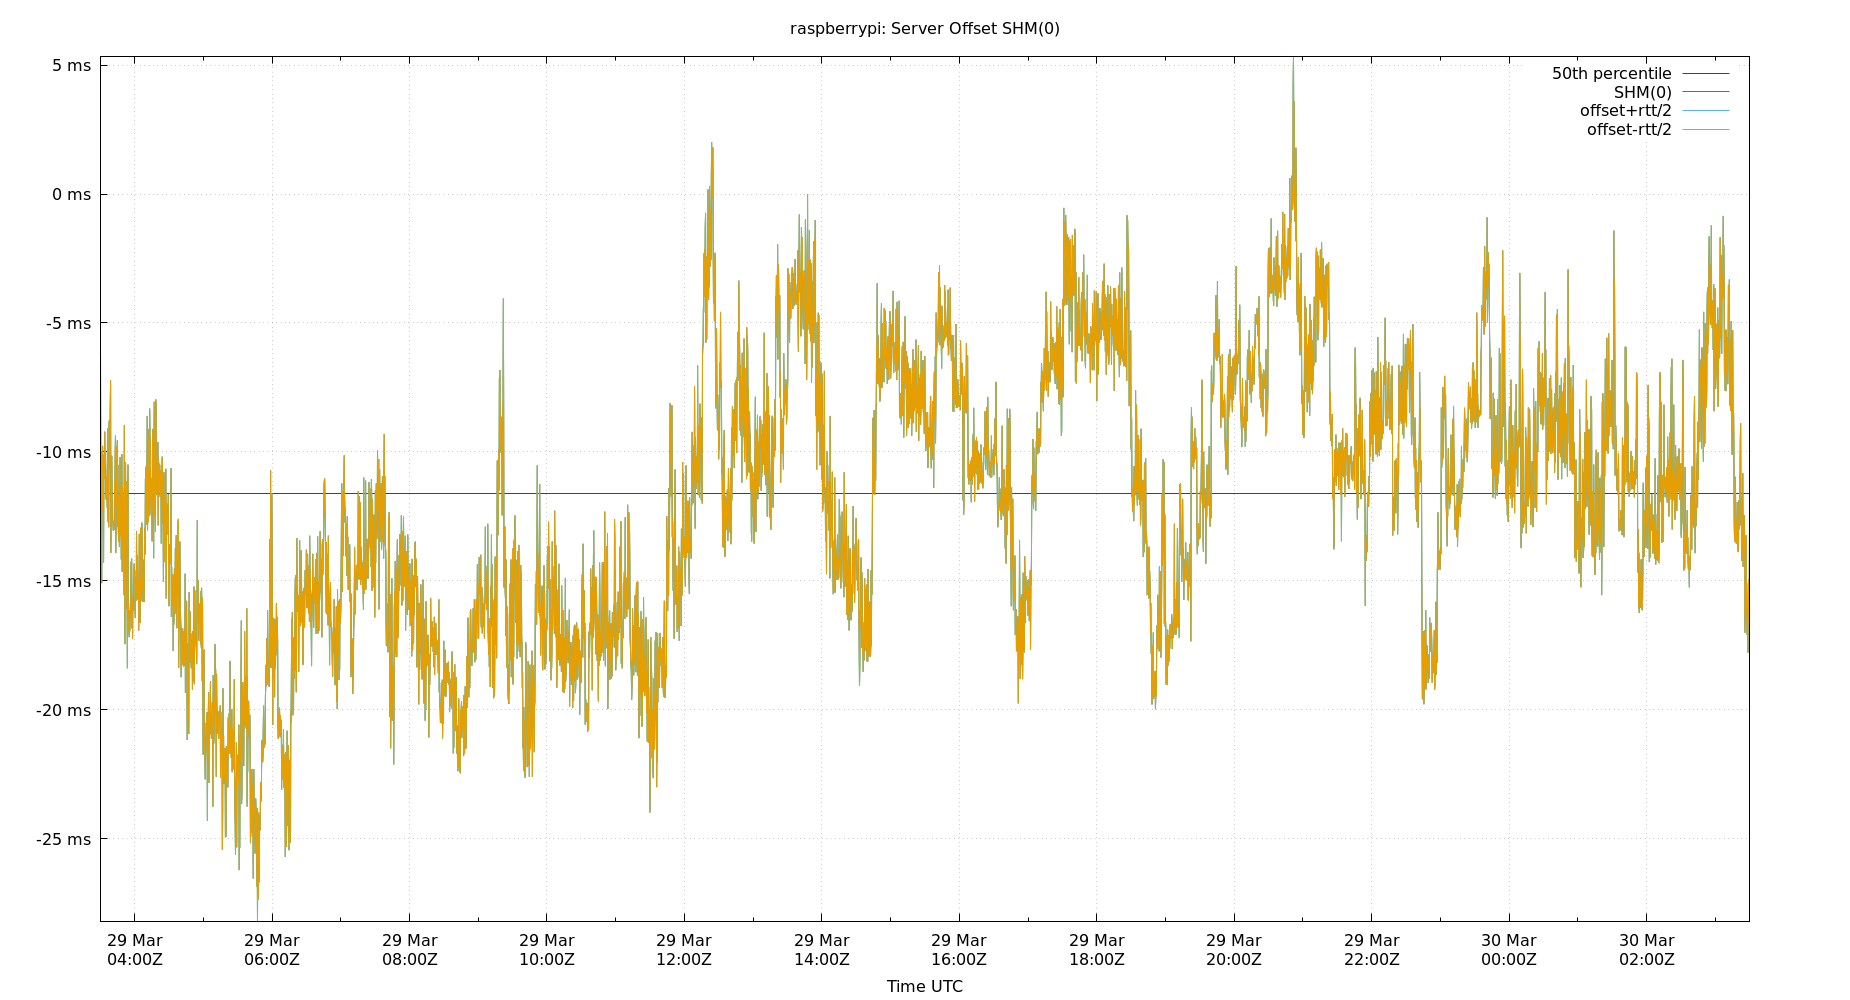 raspberrypi: Server Offset SHM(0)
5 ms
0 ms
-5 ms
-10 ms
-15 ms
-20 ms
-25 ms
50th percentile
SHM(0)
offset+rtt/2
offset-rtt/2
29 Mar 29 Mar 29 Mar 29 Mar 29 Mar 29 Mar 29 Mar 29 Mar 29 Mar 29 Mar 30 Mar 30 Mar
04:00Z 06:00Z 08:00Z 10:00Z 12:00Z 14:00Z 16:00Z 18:00Z 20:00Z 22:00Z 00:00Z 02:00Z
Time UTC